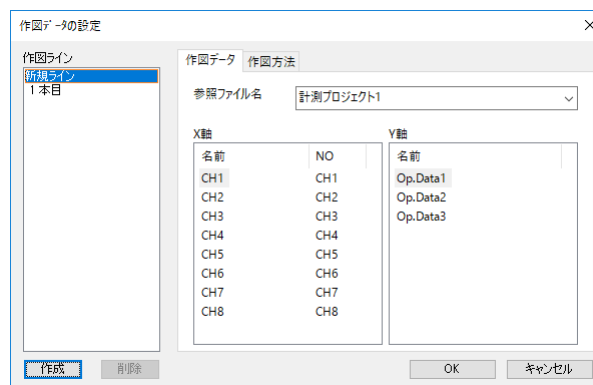 作図データの設定
作図ライン
新規ライン
1本目
作図データ 作図方法
参照ファイル名 計測プロジェクト1
X軸 Y軸
名前 NO 名前
CH1 CH1 Op.Data1
CH2 CH2 Op.Data2
CH3 CH3 Op.Data3
CH4 CH4
CH5 CH5
CH6 CH6
CH7 CH7
CH8 CH8
作成 削除 OK キャンセル